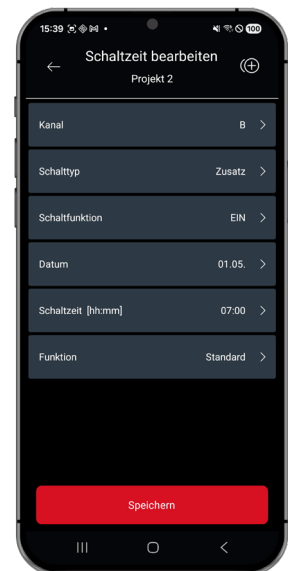 15:39 100
Schaltzeit bearbeiten
Projekt 2
Kanal B
Schalttyp Zusatz
Schaltfunktion EIN
Datum 01.05.
Schaltzeit [hh:mm] 07:00
Funktion Standard
Speichern